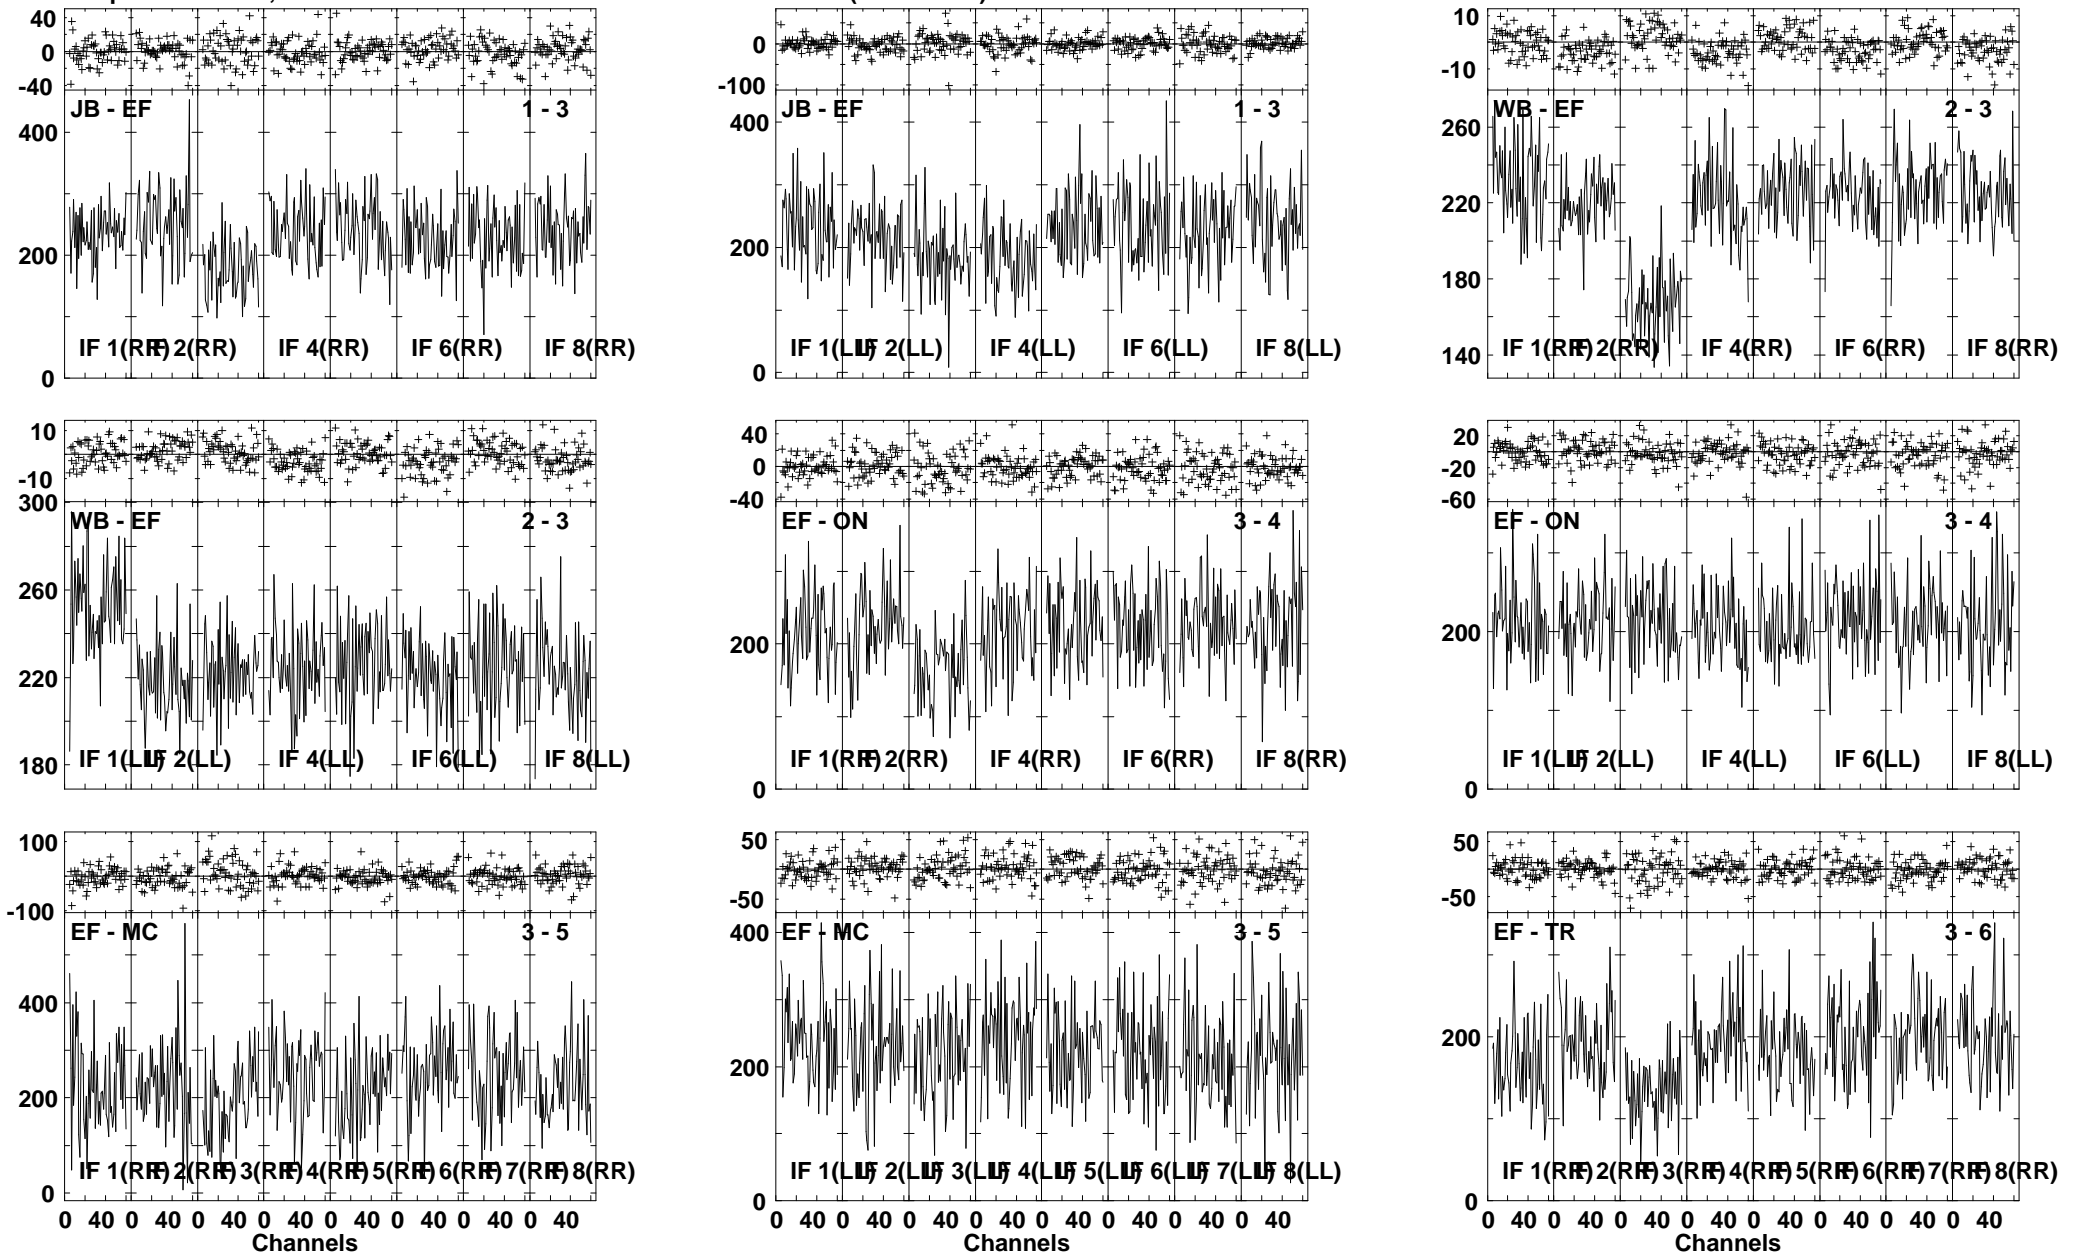 40
0
-40
JB - EF
1 - 3
400
200
0
IF 1(RR)
IF 2(RR)
IF 4(RR)
IF 6(RR)
IF 8(RR)
0
-100
JB - EF
1 - 3
400
200
0
IF 1(LL)
IF 2(LL)
IF 4(LL)
IF 6(LL)
IF 8(LL)
10
-10
WB - EF
2 - 3
260
220
180
140
IF 1(RR)
IF 2(RR)
IF 4(RR)
IF 6(RR)
IF 8(RR)
10
-10
300
WB - EF
2 - 3
260
220
180
IF 1(LL)
IF 2(LL)
IF 4(LL)
IF 6(LL)
IF 8(LL)
40
0
-40
EF - ON
3 - 4
200
0
IF 1(RR)
IF 2(RR)
IF 4(RR)
IF 6(RR)
IF 8(RR)
20
-20
-60
EF - ON
3 - 4
200
0
IF 1(LL)
IF 2(LL)
IF 4(LL)
IF 6(LL)
IF 8(LL)
100
-100
EF - MC
3 - 5
400
200
0
IF 1(RR)
IF 2(RR)
IF 3(RR)
IF 4(RR)
IF 5(RR)
IF 6(RR)
IF 7(RR)
IF 8(RR)
0 40 0 40 0 40 0 40 0 40 0 40 0 40 0 40
Channels
50
-50
EF - MC
3 - 5
400
200
0
IF 1(LL)
IF 2(LL)
IF 3(LL)
IF 4(LL)
IF 5(LL)
IF 6(LL)
IF 7(LL)
IF 8(LL)
0 40 0 40 0 40 0 40 0 40 0 40 0 40 0 40
Channels
50
-50
EF - TR
3 - 6
200
0
IF 1(RR)
IF 2(RR)
IF 3(RR)
IF 4(RR)
IF 5(RR)
IF 6(RR)
IF 7(RR)
IF 8(RR)
0 40 0 40 0 40 0 40 0 40 0 40 0 40 0 40
Channels